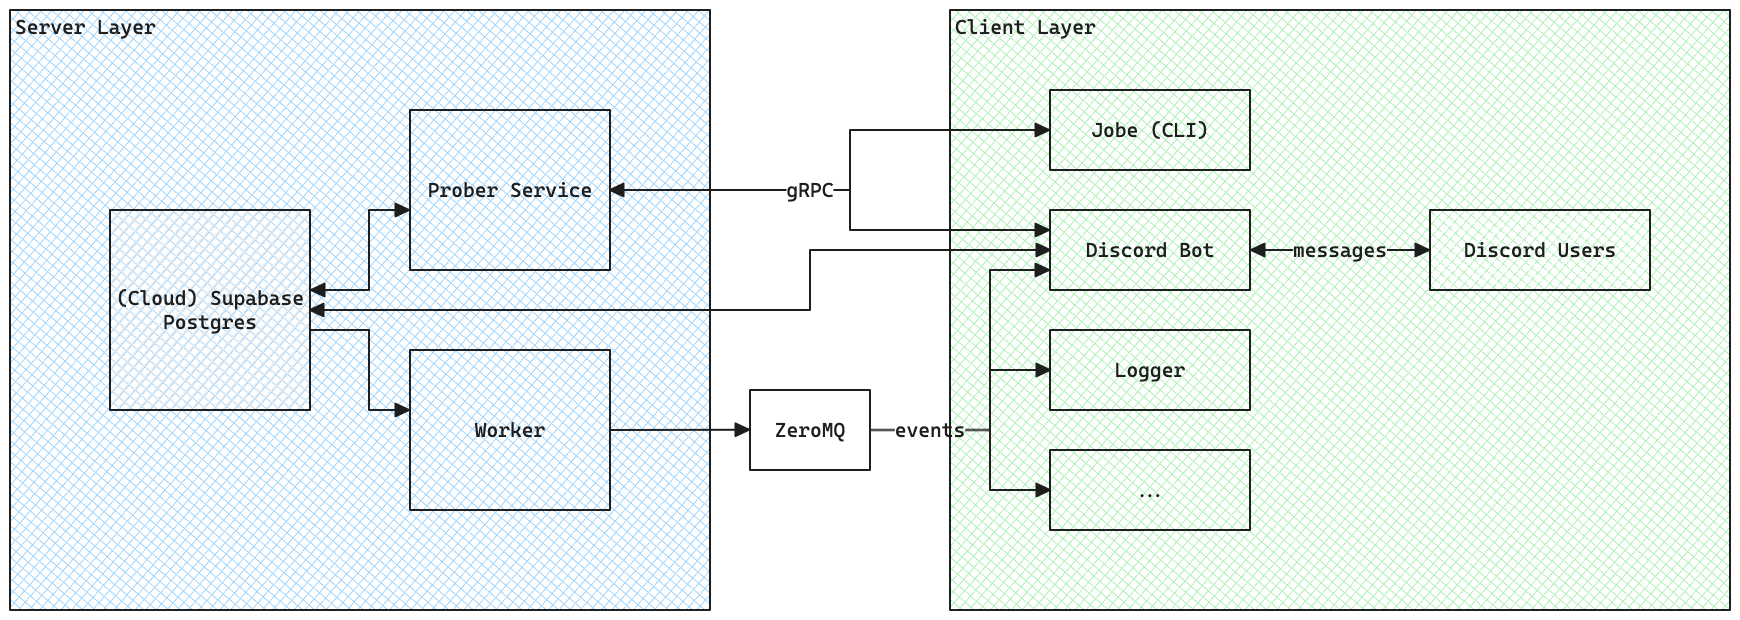 Server Layer
Client Layer
Jobe (CLI)
Prober Service
gRPC
Discord Bot
messages
Discord Users
(Cloud) Supabase
Postgres
Logger
Worker
ZeroMQ
events
...